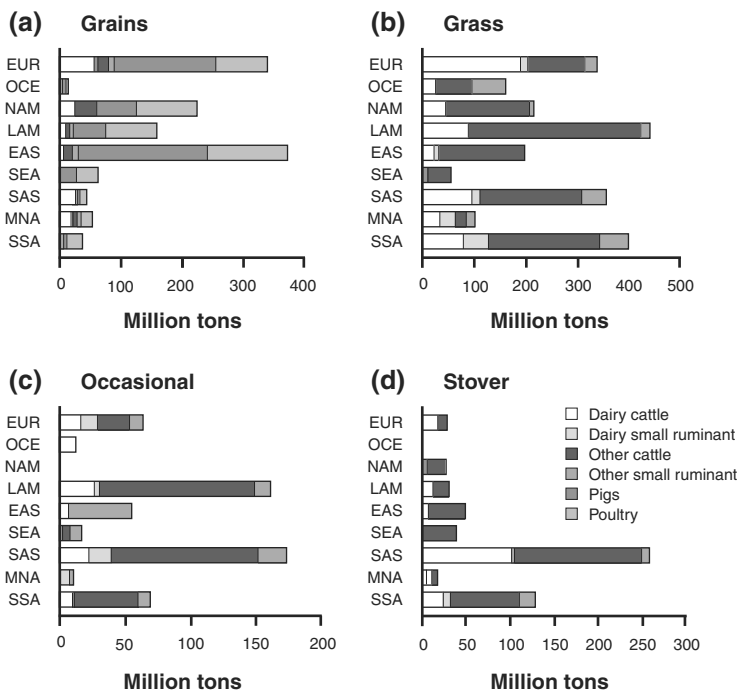 (a) Grains
EUR
OCE
NAM
LAM
EAS
SEA
SAS
MNA
SSA
0 100 200 300 400
Million tons
(b) Grass
EUR
OCE
NAM
LAM
EAS
SEA
SAS
MNA
SSA
0 100 200 300 400 500
Million tons
(c) Occasional
EUR
OCE
NAM
LAM
EAS
SEA
SAS
MNA
SSA
0 50 100 150 200
Million tons
(d) Stover
EUR
OCE
NAM
LAM
EAS
SEA
SAS
MNA
SSA
Dairy cattle
Dairy small ruminant
Other cattle
Other small ruminant
Pigs
Poultry
0 50 100 150 200 300
Million tons